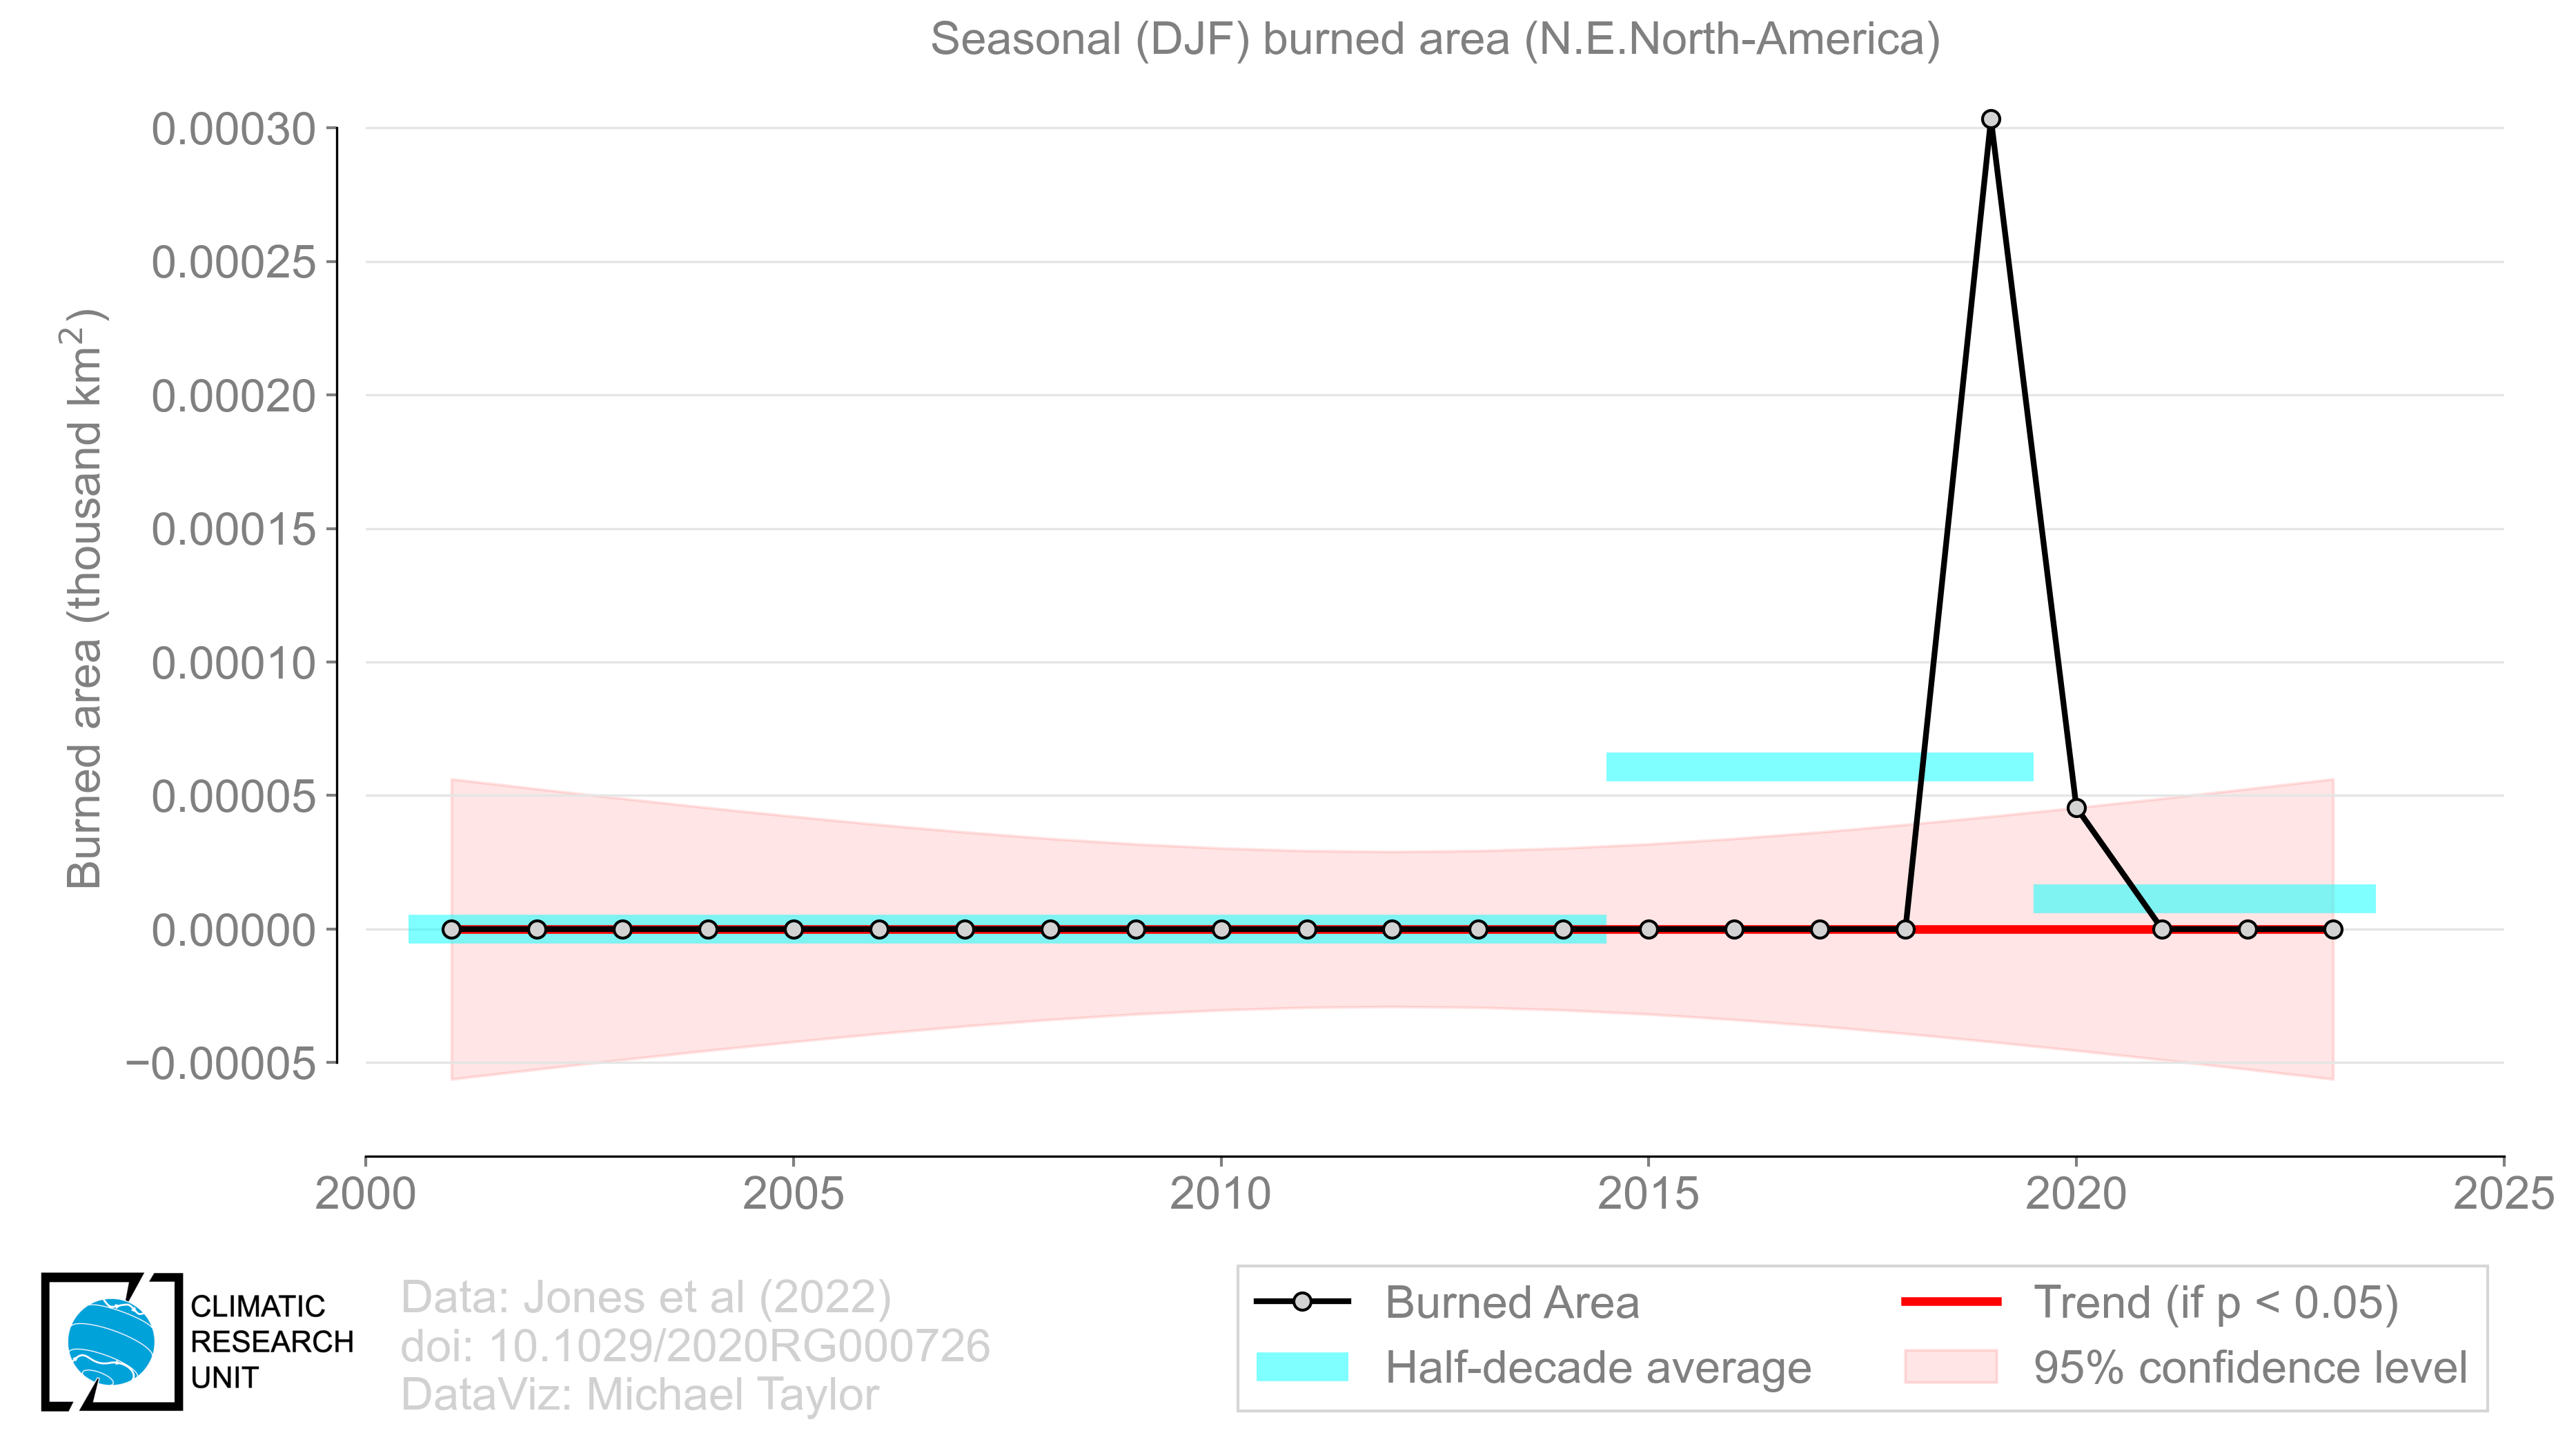 Seasonal (DJF) burned area (N.E.North-America)
Burned area (thousand km²)
0.00030
0.00025
0.00020
0.00015
0.00010
0.00005
0.00000
−0.00005
2000 2005 2010 2015 2020 2025
CLIMATIC
RESEARCH
UNIT
Data: Jones et al (2022)
doi: 10.1029/2020RG000726
DataViz: Michael Taylor
Burned Area
Half-decade average
Trend (if p < 0.05)
95% confidence level